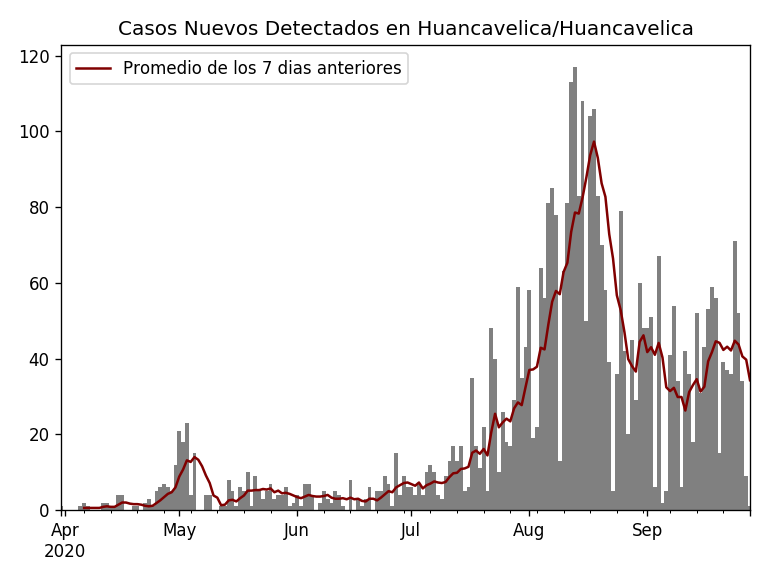 Casos Nuevos Detectados en Huancavelica/Huancavelica
Promedio de los 7 dias anteriores
120
100
80
60
40
20
0
Apr May Jun Jul Aug Sep
2020